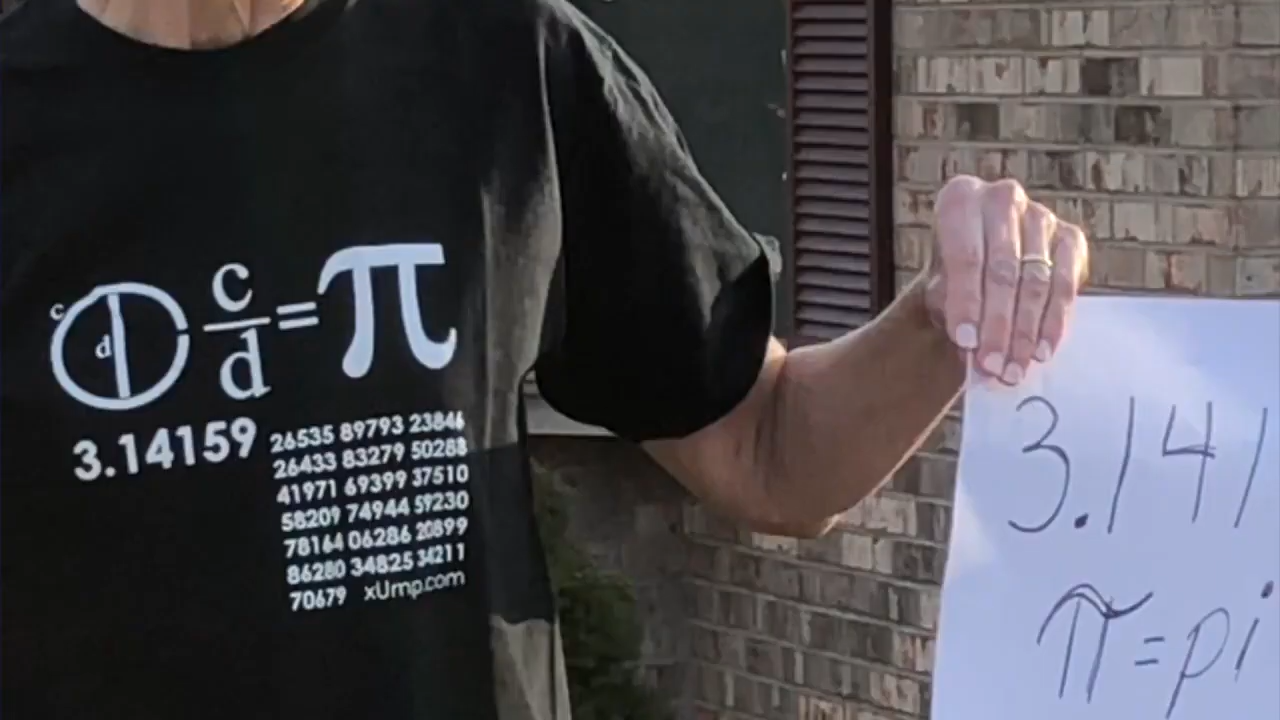 c
d
c
d
=π
3.14159 26535 89793 23846
26433 83279 50288
41971 69399 37510
58209 74944 59230
78164 06286 20899
86280 34825 34211
70679 xUmp.com
3.141
π=pi